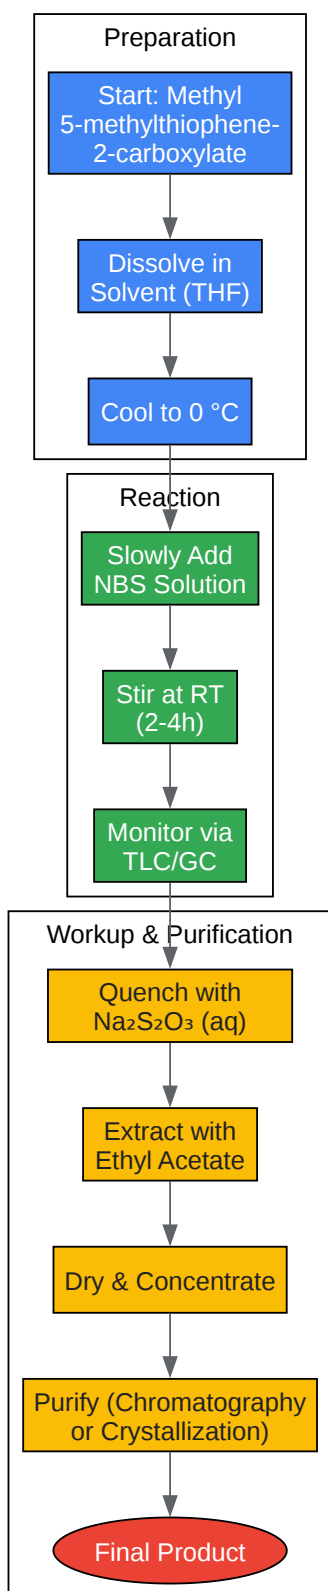 Preparation
Start: Methyl
5-methylthiophene-
2-carboxylate
Dissolve in
Solvent (THF)
Cool to 0 °C
Reaction
Slowly Add
NBS Solution
Stir at RT
(2-4h)
Monitor via
TLC/GC
Workup & Purification
Quench with
Na₂S₂O₃ (aq)
Extract with
Ethyl Acetate
Dry & Concentrate
Purify (Chromatography
or Crystallization)
Final Product